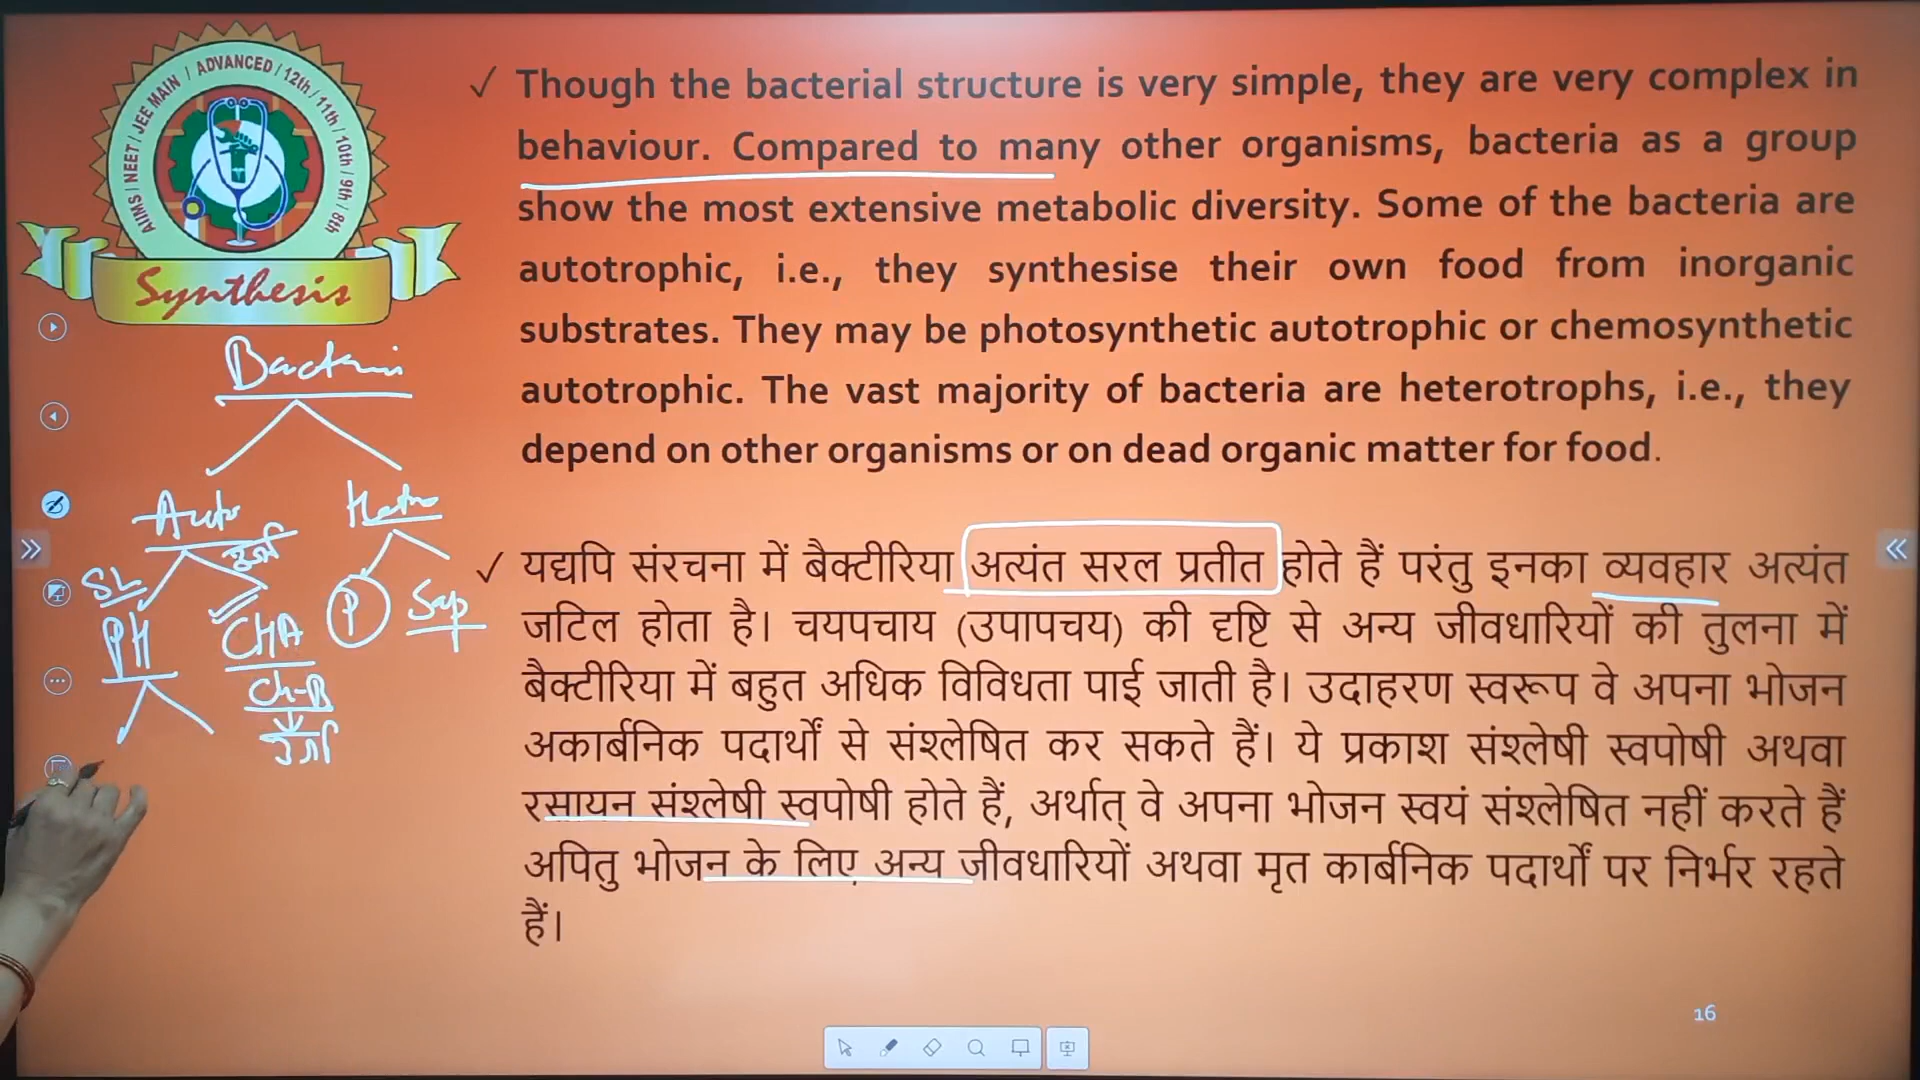 AIIMS | NEET | JEE MAIN | ADVANCED / 12th / 11th / 10th / 9th / 8th
Synthesis
✓ Though the bacterial structure is very simple, they are very complex in
behaviour. Compared to many other organisms, bacteria as a group
show the most extensive metabolic diversity. Some of the bacteria are
autotrophic, i.e., they synthesise their own food from inorganic
substrates. They may be photosynthetic autotrophic or chemosynthetic
autotrophic. The vast majority of bacteria are heterotrophs, i.e., they
depend on other organisms or on dead organic matter for food.
Auto
SL
PH
CHA
Ch-B
P
Sap
✓ यद्यपि संरचना में बैक्टीरिया अत्यंत सरल प्रतीत होते हैं परंतु इनका व्यवहार अत्यंत
जटिल होता है। चयपचाय (उपापचय) की दृष्टि से अन्य जीवधारियों की तुलना में
बैक्टीरिया में बहुत अधिक विविधता पाई जाती है। उदाहरण स्वरूप वे अपना भोजन
अकार्बनिक पदार्थों से संश्लेषित कर सकते हैं। ये प्रकाश संश्लेषी स्वपोषी अथवा
रसायन संश्लेषी स्वपोषी होते हैं, अर्थात् वे अपना भोजन स्वयं संश्लेषित नहीं करते हैं
अपितु भोजन के लिए अन्य जीवधारियों अथवा मृत कार्बनिक पदार्थों पर निर्भर रहते
हैं।
16